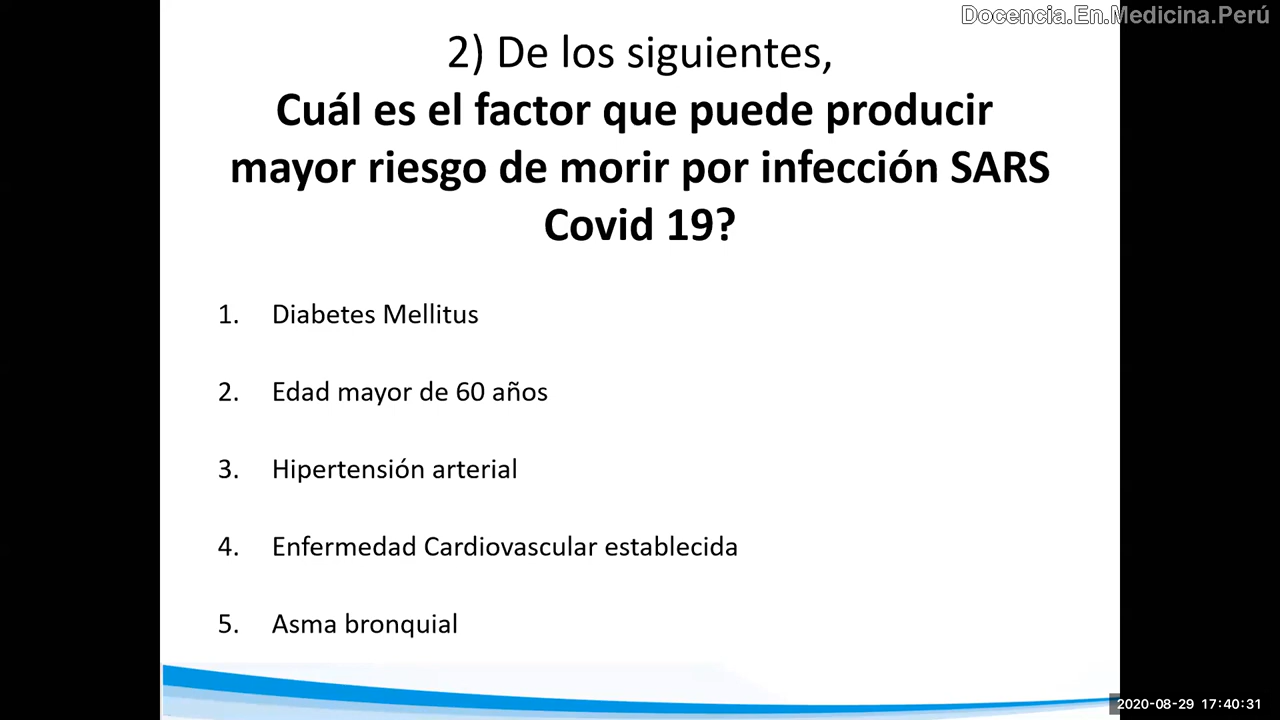 Docencia.En.Medicina.Perú
2) De los siguientes,
Cuál es el factor que puede producir
mayor riesgo de morir por infección SARS
Covid 19?
1. Diabetes Mellitus
2. Edad mayor de 60 años
3. Hipertensión arterial
4. Enfermedad Cardiovascular establecida
5. Asma bronquial
2020-08-29 17:40:31